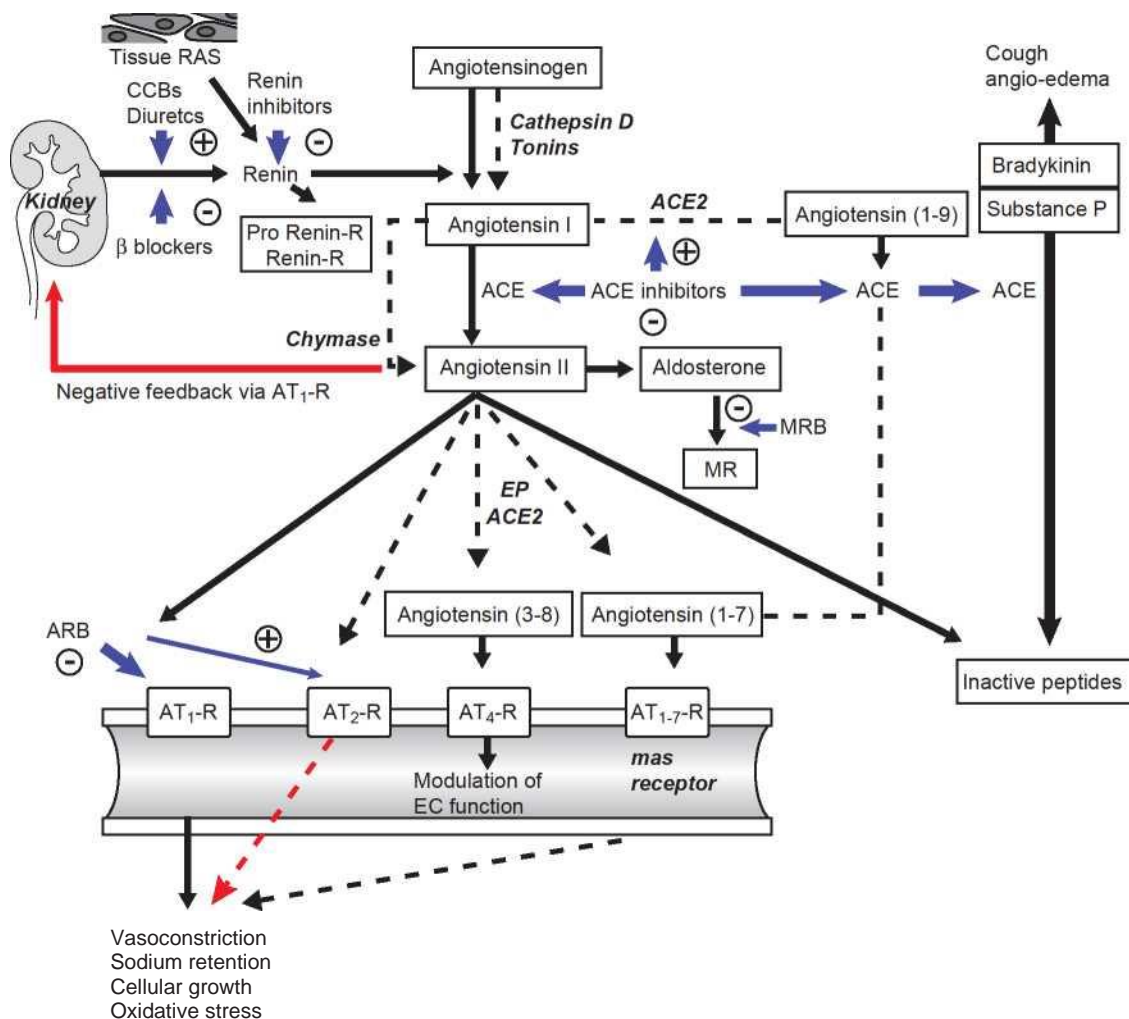 Tissue RAS
CCBs
Diuretcs
Renin
inhibitors
+
-
Angiotensinogen
Cathepsin D
Tonins
Cough
angio-edema
Bradykinin
Substance P
Kidney
Renin
-
β blockers
Pro Renin-R
Renin-R
Angiotensin I
ACE2
Angiotensin (1-9)
+
ACE
ACE inhibitors
ACE
ACE
-
Chymase
Angiotensin II
Aldosterone
Negative feedback via AT1-R
-
MRB
MR
EP
ACE2
Angiotensin (3-8)
Angiotensin (1-7)
ARB
-
+
Inactive peptides
AT1-R
AT2-R
AT4-R
AT1-7-R
mas
receptor
Modulation of
EC function
Vasoconstriction
Sodium retention
Cellular growth
Oxidative stress